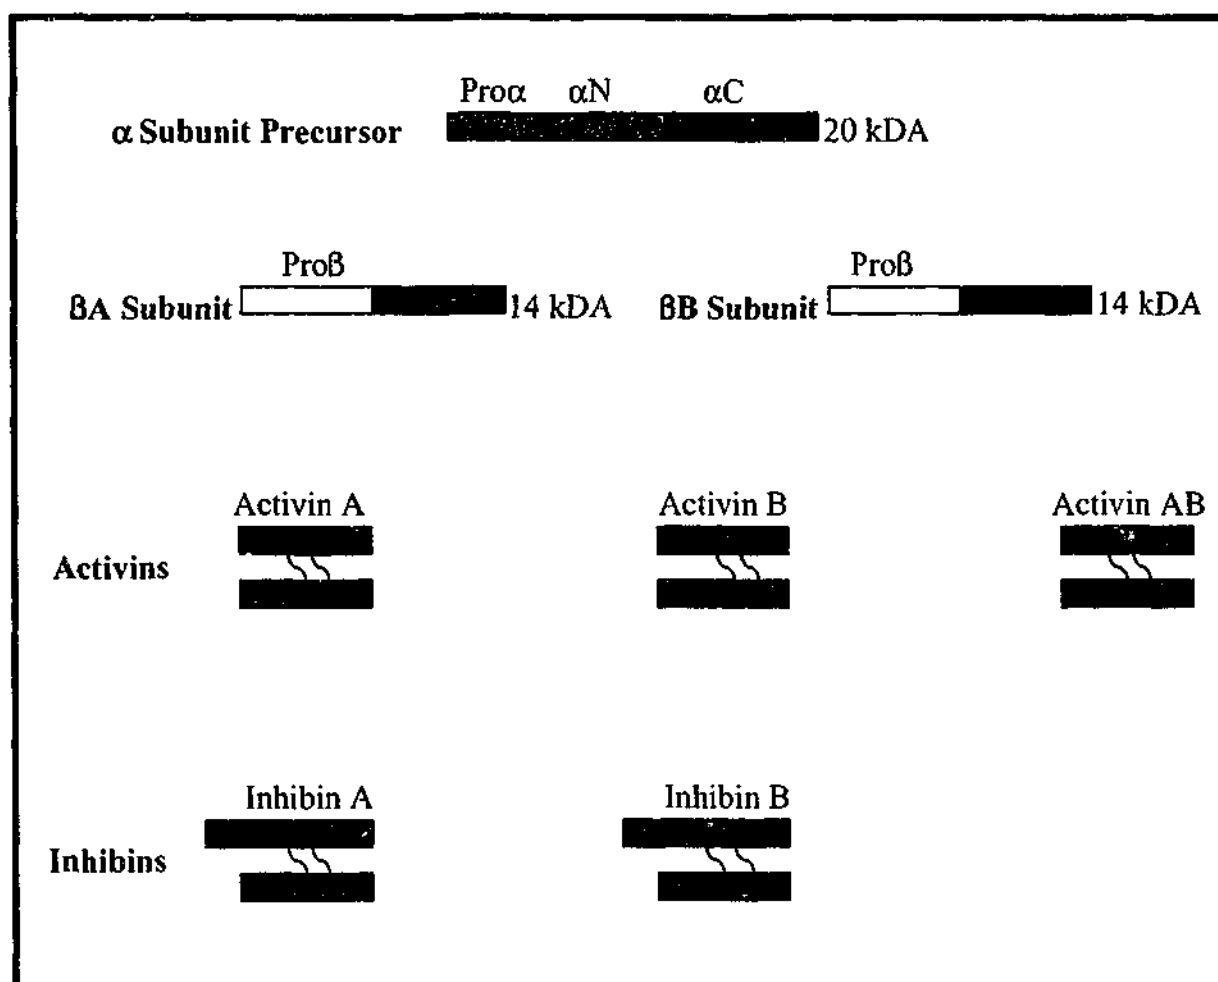 Proα αN αC
α Subunit Precursor 20 kDA
Proß Proß
ßA Subunit 14 kDA ßB Subunit 14 kDA
Activin A Activin B Activin AB
Activins
Inhibin A Inhibin B
Inhibins